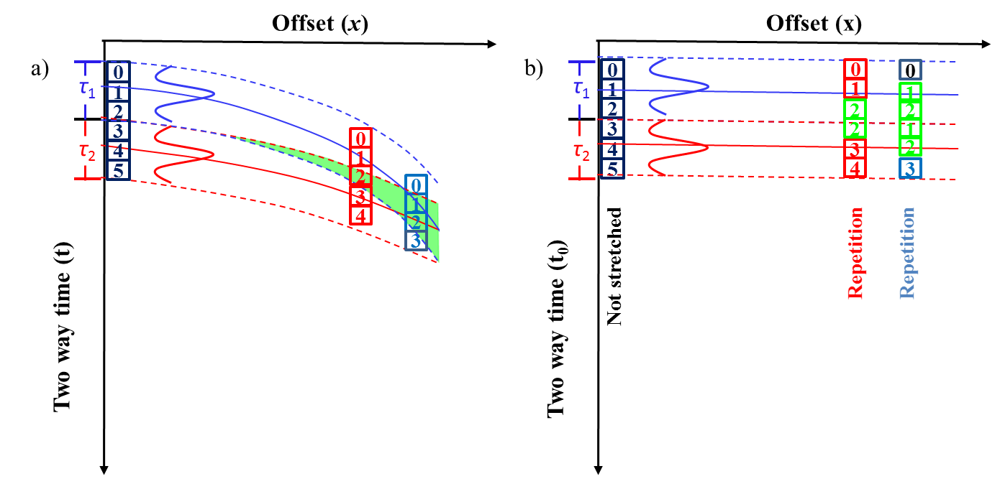 Offset (x)
a)
τ1
τ2
0
1
2
3
4
5
0
1
2
3
4
0
1
2
3
Two way time (t)
Offset (x)
b)
τ1
τ2
0
1
2
3
4
5
0
1
2
2
3
4
0
1
2
1
2
3
Not stretched
Repetition
Repetition
Two way time (t0)